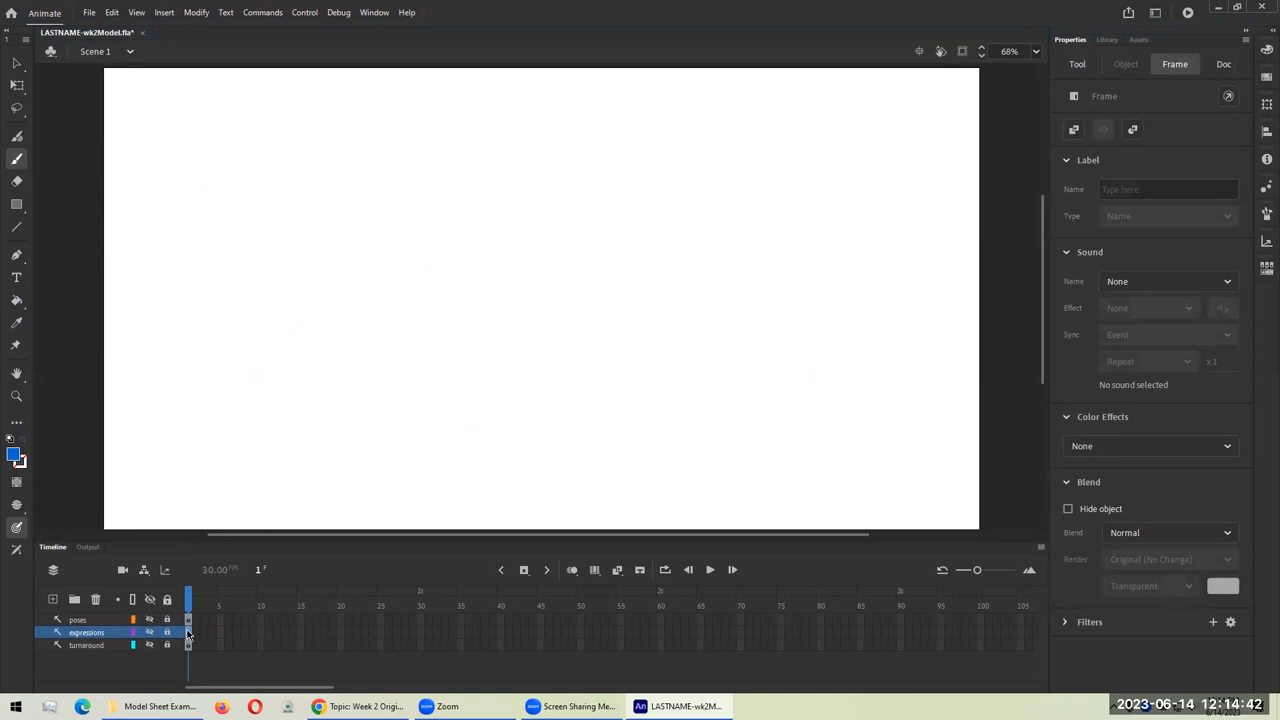 Animate File Edit View Insert Modify Text Commands Control Debug Window Help
LASTNAME-wk2Model.fla* ×
Scene 1 68%
Properties Library Assets
Tool Object Frame Doc
Frame
Label
Name Type here
Type Name
Sound
Name None
Effect None
Sync Event
Repeat x 1
No sound selected
Color Effects
None
Blend
Hide object
Blend Normal
Render Original (No Change)
Transparent
Filters
Timeline Output
30.00 FPS 1 F
1s 2s 3s
5 10 15 20 25 30 35 40 45 50 55 60 65 70 75 80 85 90 95 100 105
poses
expressions
turnaround
Model Sheet Exam... Topic: Week 2 Origi... Zoom Screen Sharing Me... An LASTNAME-wk2M...
2023-06-14 12:14:42